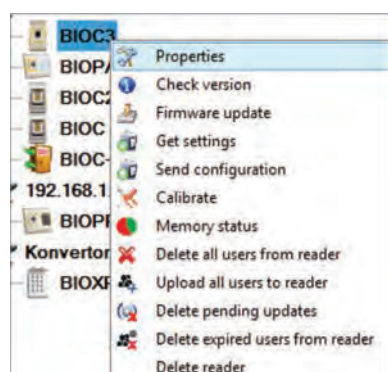 BIOC3
Properties
Check version
Firmware update
Get settings
Send configuration
Calibrate
Memory status
Delete all users from reader
Upload all users to reader
Delete pending updates
Delete expired users from reader
Delete reader
BIOPA
BIOC2
BIOC
BIOC-
192.168.1
BIOPR
Konvertor
BIOXR